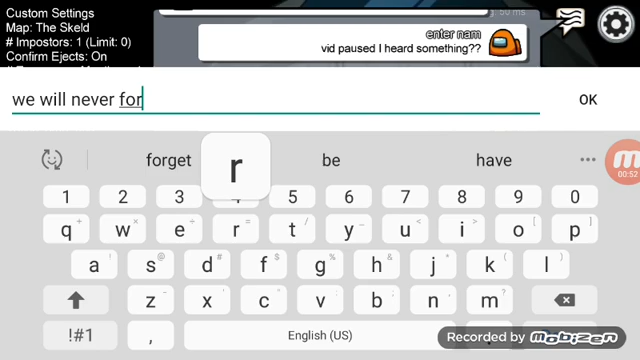 Custom Settings
Map: The Skeld
# Impostors: 1 (Limit: 0)
Confirm Ejects: On
ms
enter nam
vid paused I heard something??
we will never for
OK
forget
r
be
have
00:52
1 2 3 4 5 6 7 8 9 0
q w e r t y u i o p
a s d f g h j k l
z x c v b n m
!#1 , English (US)
Recorded by Mobizen